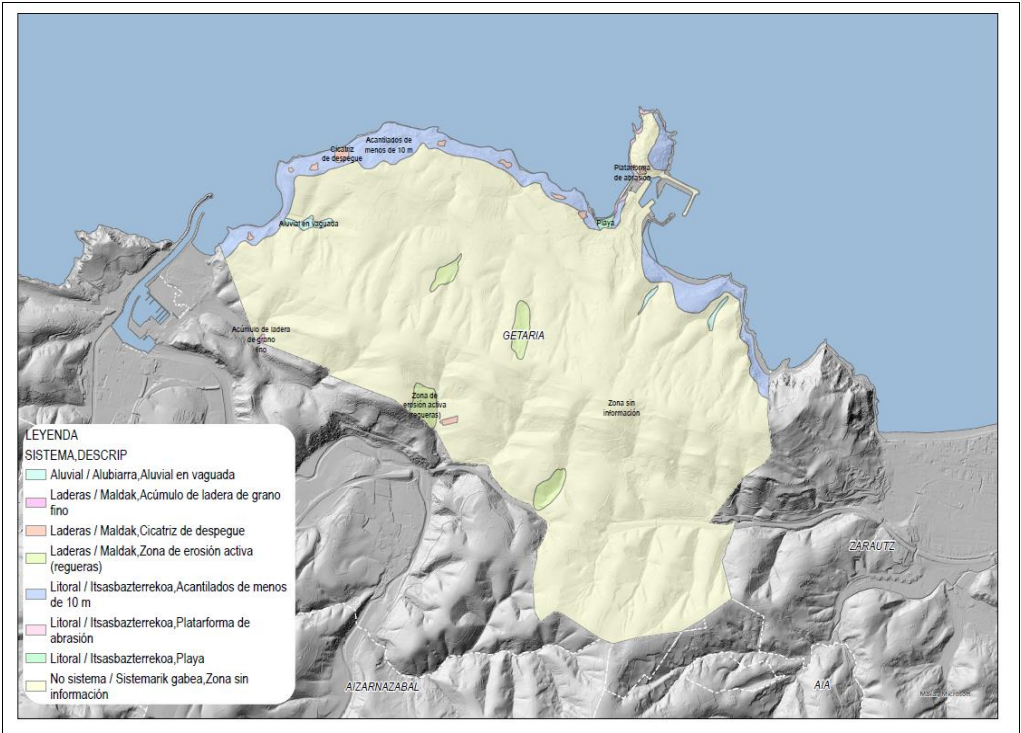 Acantilados de
menos de 10 m
Cicatriz
de despegue
Plataforma
de abrasión
Aluvial en vaguada
Playa
Acúmulo de ladera
de grano
fino
GETARIA
Zona de
erosión activa
(regueras)
Zona sin
información
ZARAUTZ
AIZARNAZABAL
AIA
LEYENDA
SISTEMA,DESCRIP
Aluvial / Alubiarra,Aluvial en vaguada
Laderas / Maldak,Acúmulo de ladera de grano
fino
Laderas / Maldak,Cicatriz de despegue
Laderas / Maldak,Zona de erosión activa
(regueras)
Litoral / Itsasbazterrekoa,Acantilados de menos
de 10 m
Litoral / Itsasbazterrekoa,Platarforma de
abrasión
Litoral / Itsasbazterrekoa,Playa
No sistema / Sistemarik gabea,Zona sin
información